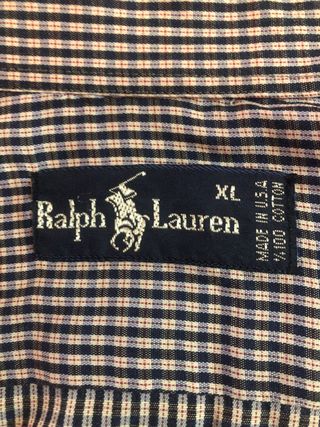 XL
Ralph Lauren
MADE IN U.S.A
%100 COTTON